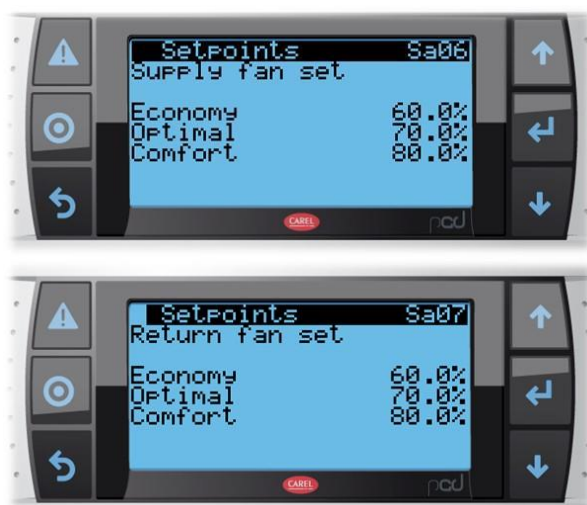 Setpoints Sa06
Supply fan set
Economy 60.0%
Optimal 70.0%
Comfort 80.0%
CAREL
pGD
Setpoints Sa07
Return fan set
Economy 60.0%
Optimal 70.0%
Comfort 80.0%
CAREL
pGD